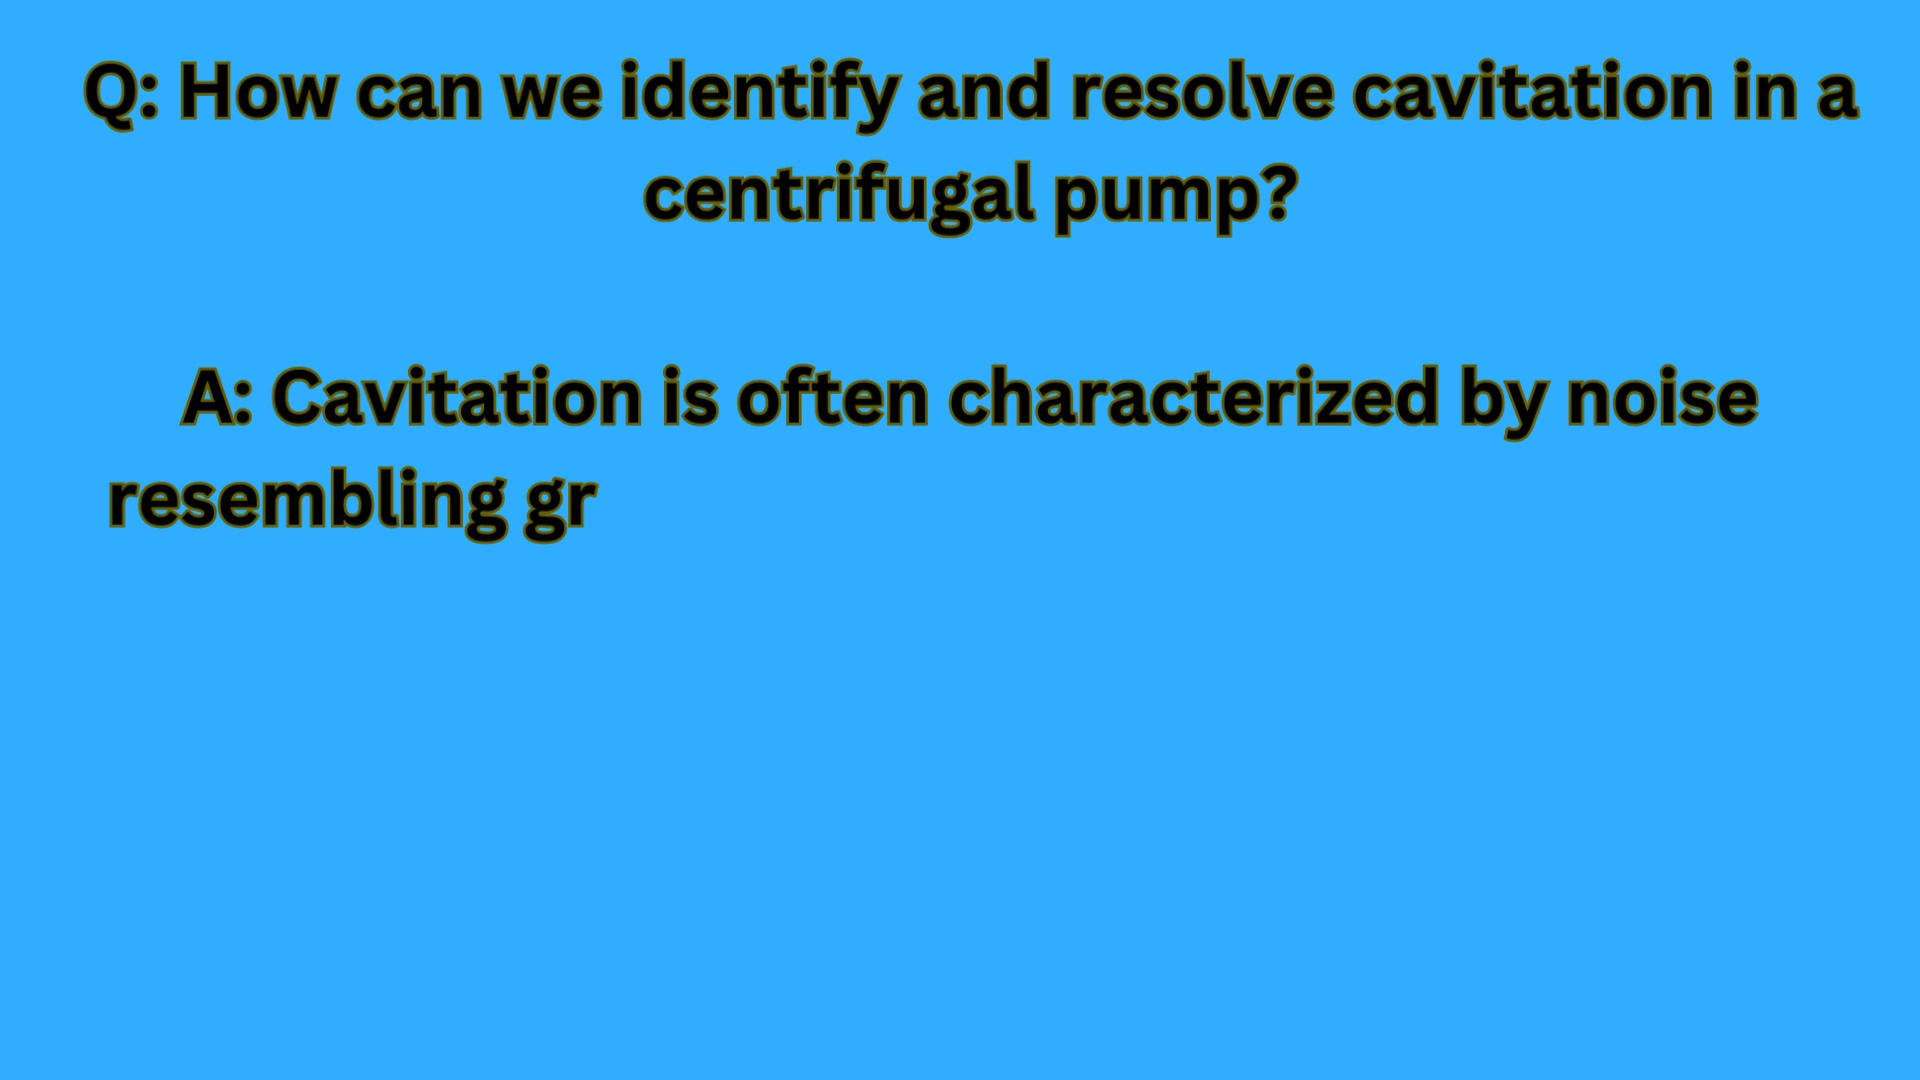 Q: How can we identify and resolve cavitation in a
centrifugal pump?
A: Cavitation is often characterized by noise
resembling gr